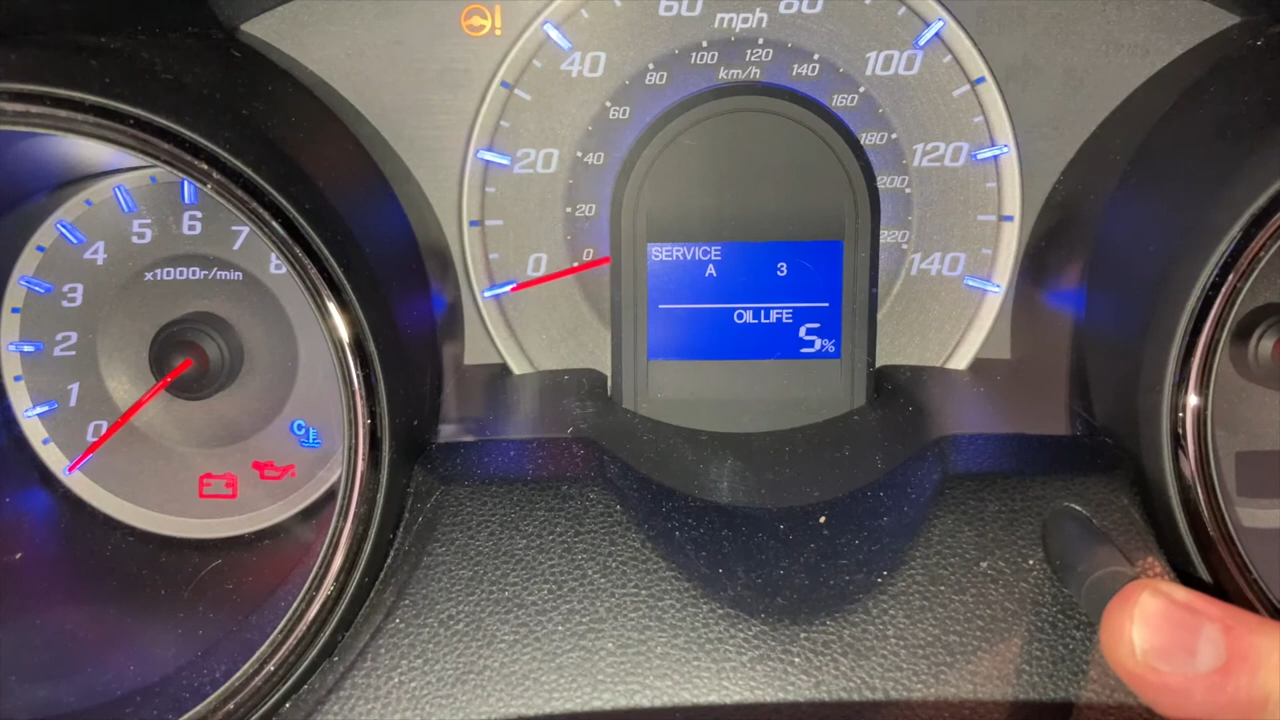 60 80
mph
40 100
100 120
km/h
80 140
60 160
20 120
40 180
20 200
0 220
0 140
SERVICE
A 3
OIL LIFE
5%
0 1 2 3 4 5 6 7 8
x1000r/min
C
!